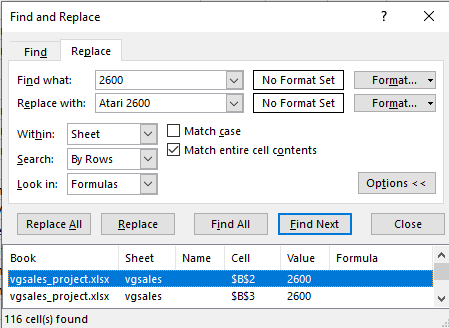 Find and Replace
Find Replace
Find what: 2600 No Format Set Format...
Replace with: Atari 2600 No Format Set Format...
Within: Sheet Match case
Search: By Rows Match entire cell contents
Look in: Formulas Options <<
Replace All Replace Find All Find Next Close
Book Sheet Name Cell Value Formula
vgsales_project.xlsx vgsales $B$2 2600
vgsales_project.xlsx vgsales $B$3 2600
116 cell(s) found